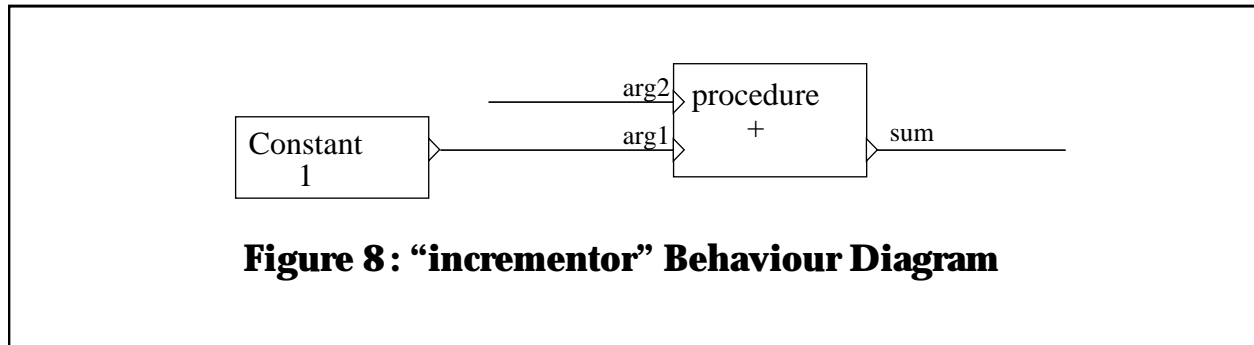 arg2
procedure
+
arg1
sum
Constant
1
Figure 8: “incrementor” Behaviour Diagram